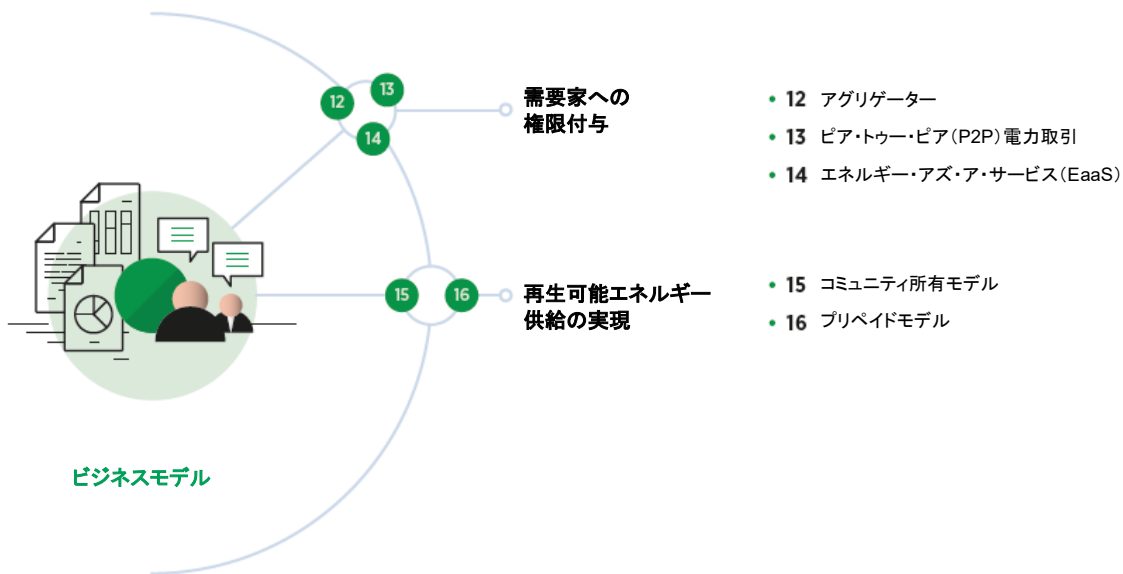 12
13
14
需要家への
権限付与
• 12 アグリゲーター
• 13 ピア・トゥー・ピア(P2P)電力取引
• 14 エネルギー・アズ・ア・サービス(EaaS)
15
16
再生可能エネルギー
供給の実現
• 15 コミュニティ所有モデル
• 16 プリペイドモデル
ビジネスモデル